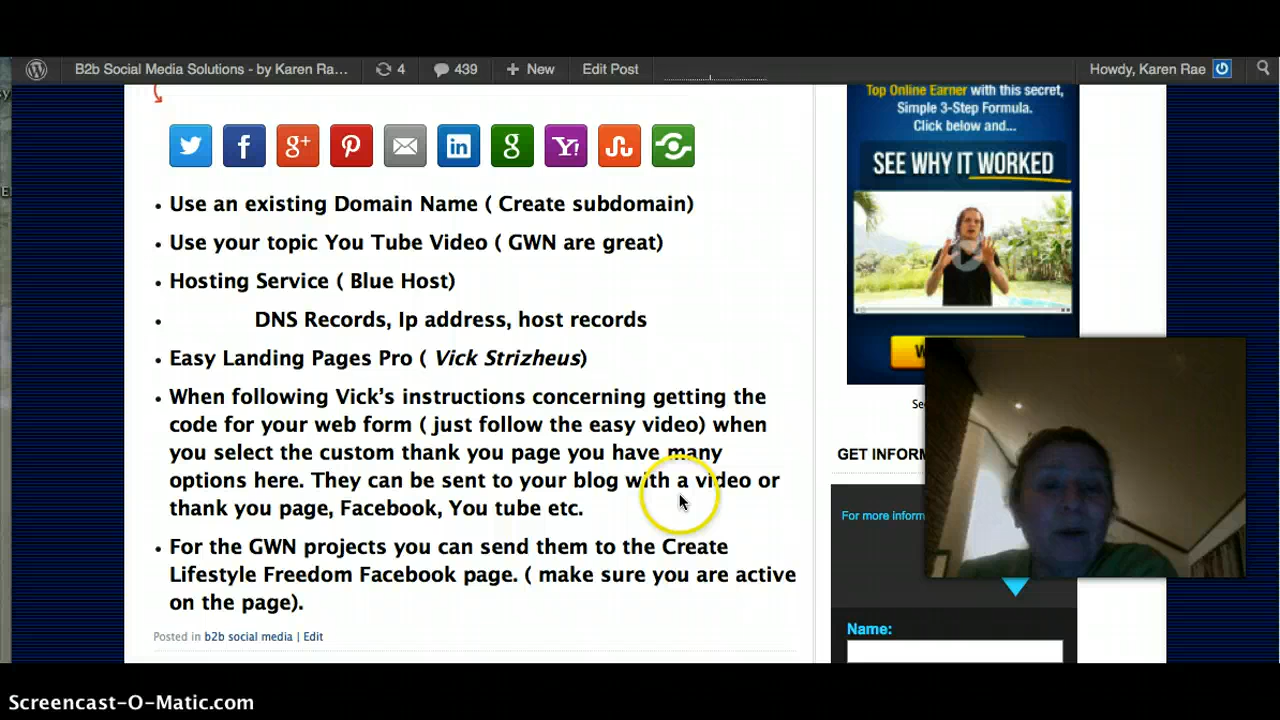 B2b Social Media Solutions - by Karen Ra... 4 439 + New Edit Post Howdy, Karen Rae
Top Online Earner with this secret,
Simple 3-Step Formula.
Click below and...
SEE WHY IT WORKED
• Use an existing Domain Name ( Create subdomain)
• Use your topic You Tube Video ( GWN are great)
• Hosting Service ( Blue Host)
• DNS Records, Ip address, host records
• Easy Landing Pages Pro ( Vick Strizheus)
• When following Vick’s instructions concerning getting the
code for your web form ( just follow the easy video) when
you select the custom thank you page you have many
options here. They can be sent to your blog with a video or
thank you page, Facebook, You tube etc.
• For the GWN projects you can send them to the Create
Lifestyle Freedom Facebook page. ( make sure you are active
on the page).
Posted in b2b social media | Edit
GET INFORM
For more inform
Name:
Screencast-O-Matic.com